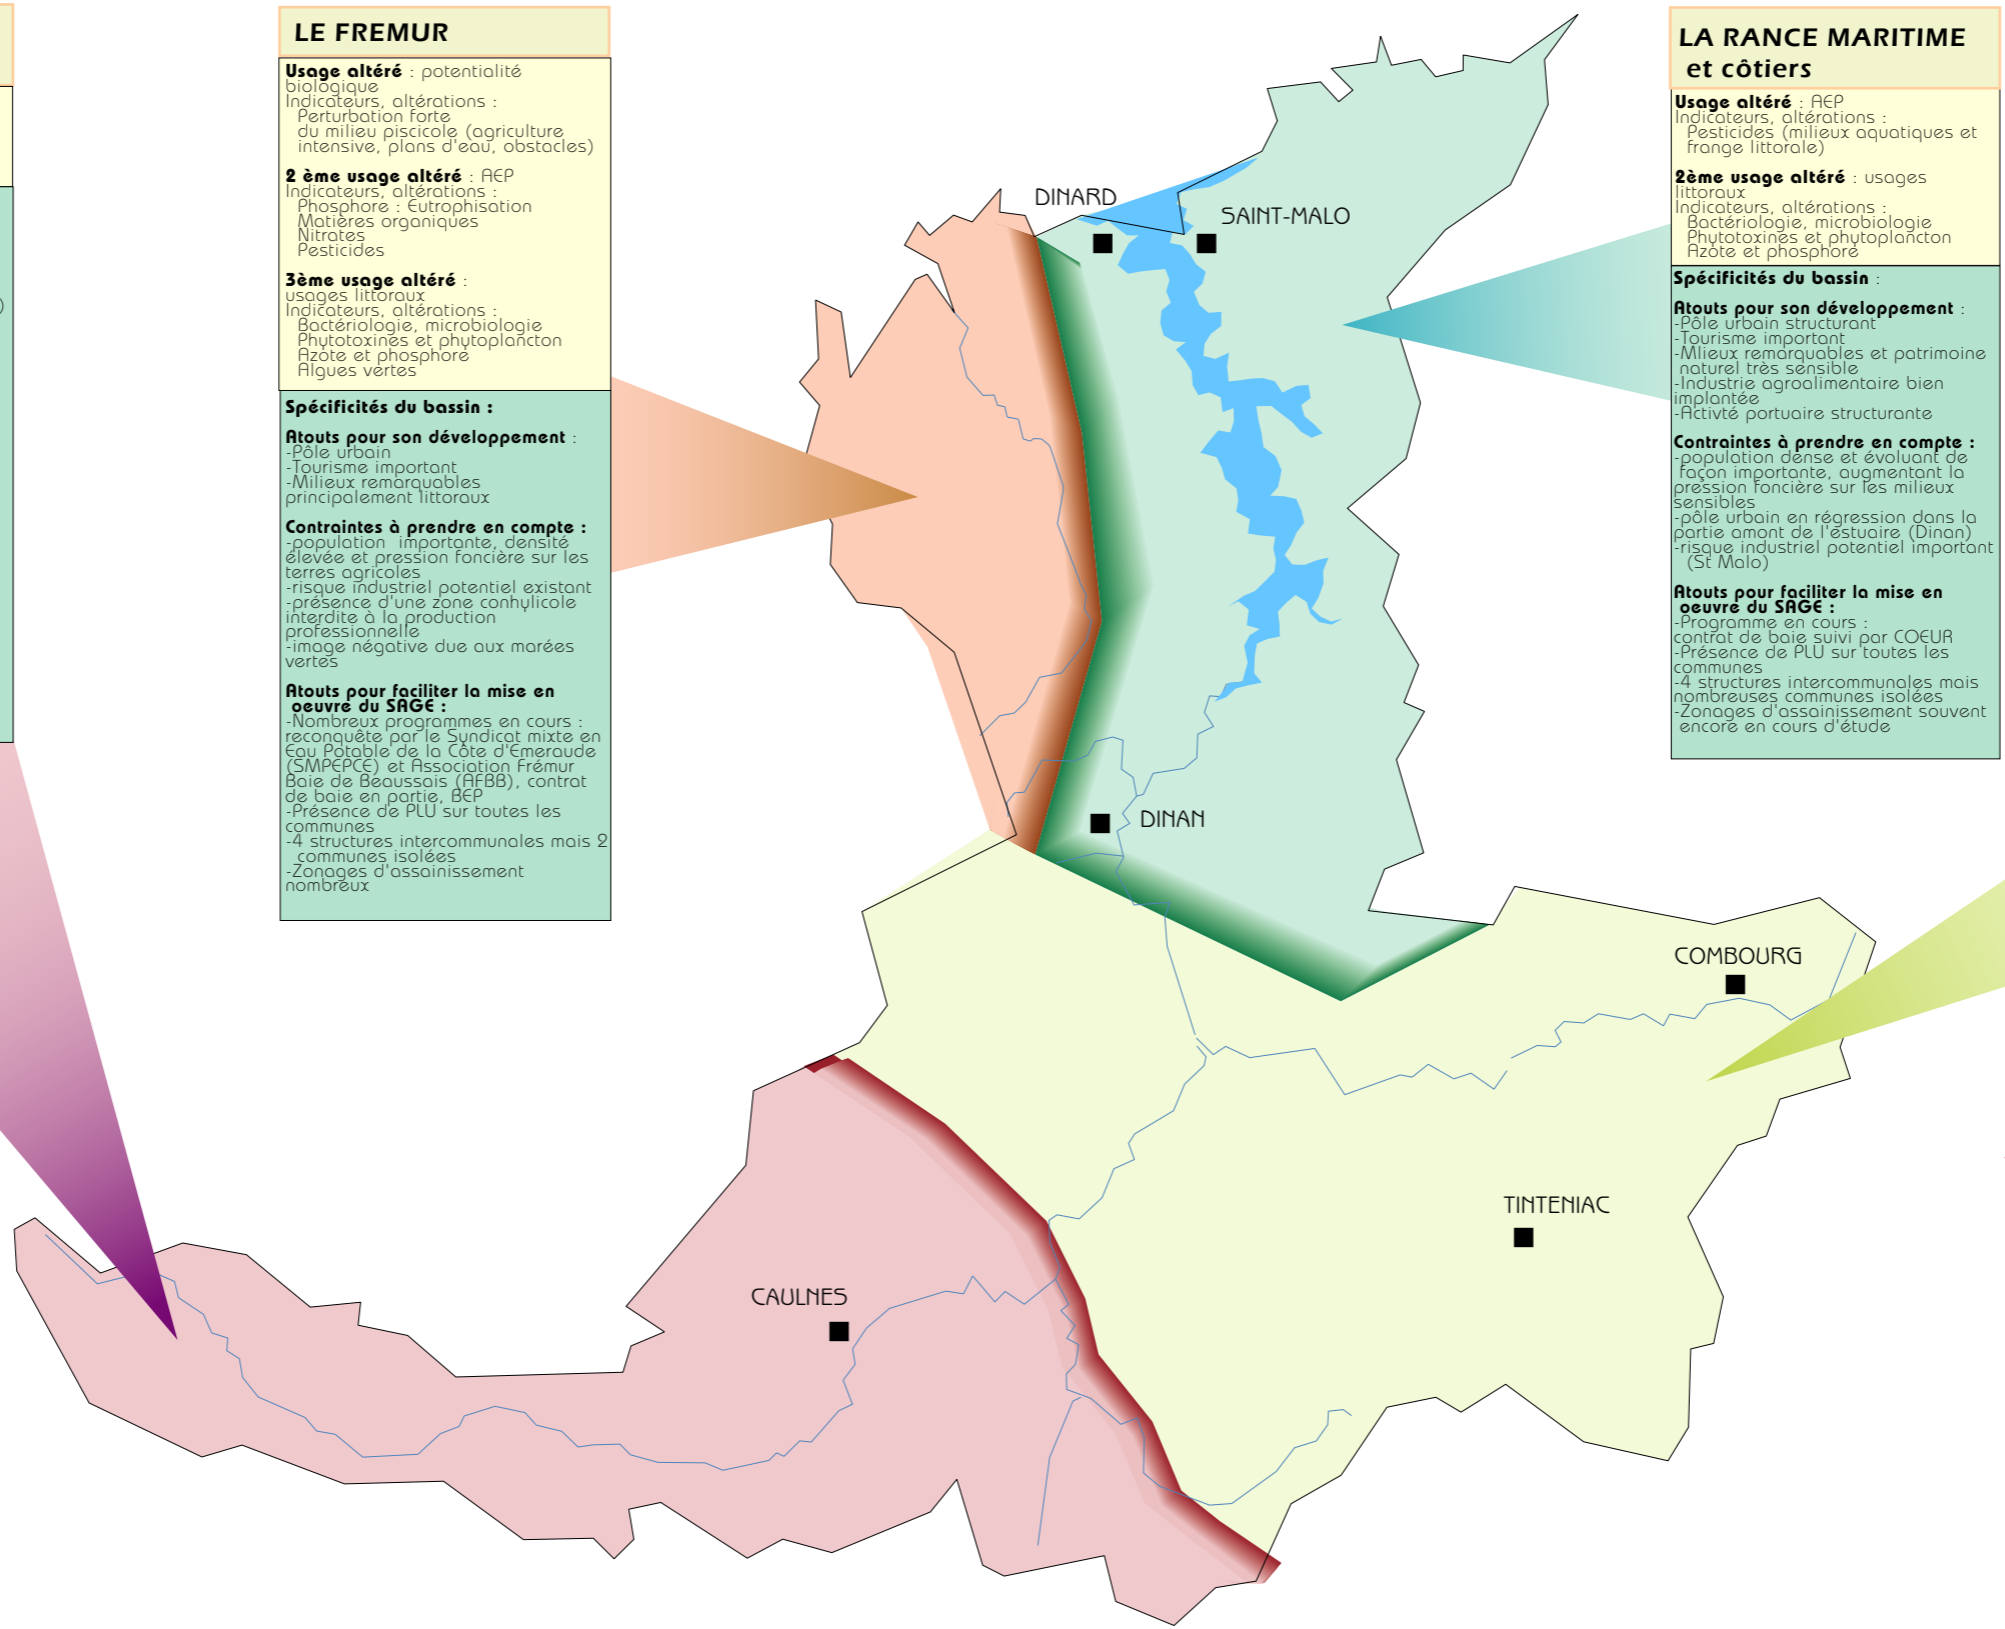 LE FREMUR
Usage altéré : potentialité
biologique
Indicateurs, altérations :
Perturbation forte
du milieu piscicole (agriculture
intensive, plans d'eau, obstacles)
2 ème usage altéré : AEP
Indicateurs, altérations :
Phosphore : Eutrophisation
Matières organiques
Nitrates
Pesticides
3ème usage altéré :
usages littoraux
Indicateurs, altérations :
Bactériologie, microbiologie
Phytotoxines et phytoplancton
Azote et phosphore
Algues vertes
Spécificités du bassin :
Atouts pour son développement :
-Pôle urbain
-Tourisme important
-Milieux remarquables
principalement littoraux
Contraintes à prendre en compte :
-population importante, densité
élevée et pression foncière sur les
terres agricoles
-risque industriel potentiel existant
-présence d'une zone conhylicole
interdite à la production
professionnelle
-image négative due aux marées
vertes
Atouts pour faciliter la mise en
oeuvre du SAGE :
-Nombreux programmes en cours :
reconquête par le Syndicat mixte en
Eau Potable de la Côte d'Emeraude
(SMPEPCE) et Association Frémur
Baie de Beaussais (AFBB), contrat
de baie en partie, BEP
-Présence de PLU sur toutes les
communes
-4 structures intercommunales mais 2
communes isolées
-Zonages d'assainissement
nombreux
)
DINARD
SAINT-MALO
DINAN
COMBOURG
TINTENIAC
CAULNES
LA RANCE MARITIME
et côtiers
Usage altéré : AEP
Indicateurs, altérations :
Pesticides (milieux aquatiques et
frange littorale)
2ème usage altéré : usages
littoraux
Indicateurs, altérations :
Bactériologie, microbiologie
Phytotoxines et phytoplancton
Azote et phosphore
Spécificités du bassin :
Atouts pour son développement :
-Pôle urbain structurant
-Tourisme important
-Mlieux remarquables et patrimoine
naturel très sensible
-Industrie agroalimentaire bien
implantée
-Activté portuaire structurante
Contraintes à prendre en compte :
-population dense et évoluant de
façon importante, augmentant la
pression foncière sur les milieux
sensibles
-pôle urbain en régression dans la
partie amont de l'estuaire (Dinan)
-risque industriel potentiel important
(St Malo)
Atouts pour faciliter la mise en
oeuvre du SAGE :
-Programme en cours :
contrat de baie suivi par COEUR
-Présence de PLU sur toutes les
communes
-4 structures intercommunales mais
nombreuses communes isolées
-Zonages d'assainissement souvent
encore en cours d'étude